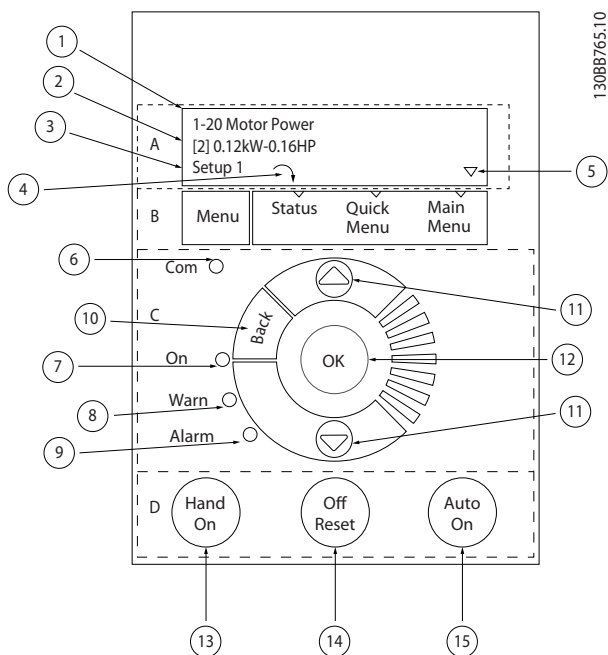 130BB765.10
1
2
3
4
5
A
1-20 Motor Power
[2] 0.12kW-0.16HP
Setup 1
B
Menu
Status
Quick
Menu
Main
Menu
6
Com
C
10
Back
11
7
On
OK
12
8
Warn
9
Alarm
11
D
Hand
On
Off
Reset
Auto
On
13
14
15